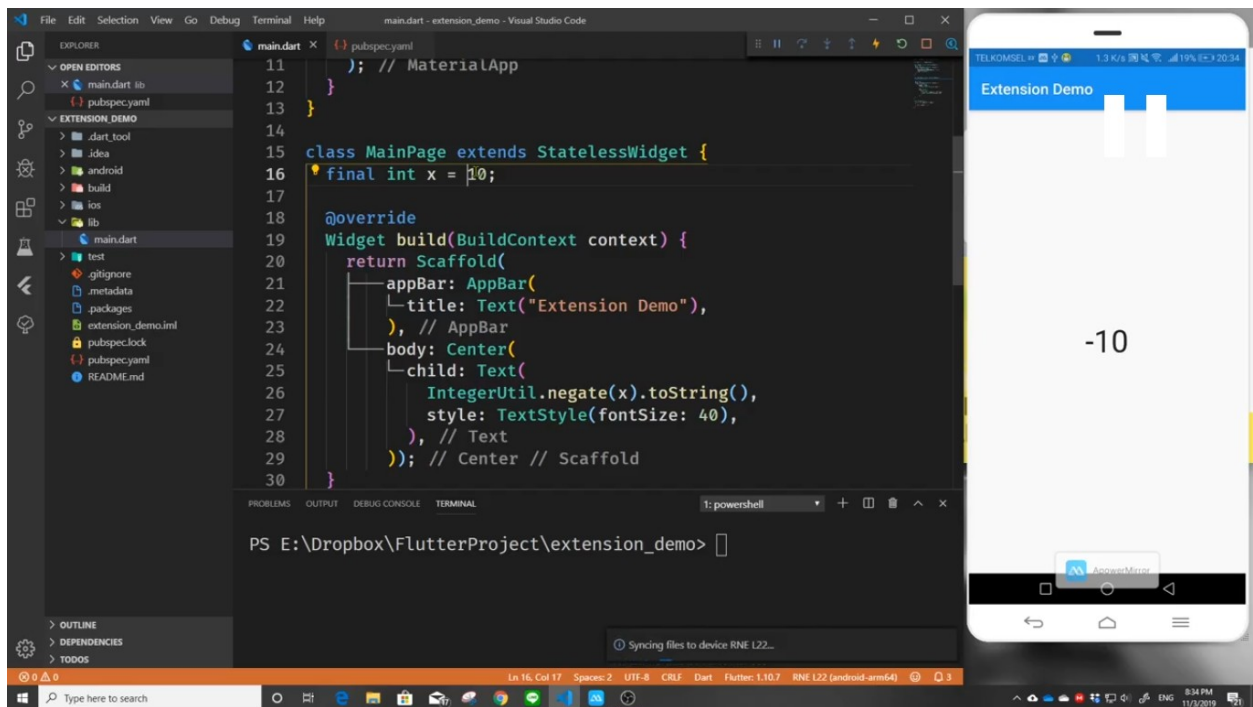 File Edit Selection View Go Debug Terminal Help main.dart - extension_demo - Visual Studio Code
EXPLORER
OPEN EDITORS
main.dart lib
pubspec.yaml
EXTENSION_DEMO
.dart_tool
.idea
android
build
ios
lib
main.dart
test
.gitignore
.metadata
.packages
extension_demo.iml
pubspec.lock
pubspec.yaml
README.md
OUTLINE
DEPENDENCIES
TODOS
main.dart pubspec.yaml
11 ); // MaterialApp
12 }
13 }
14
15 class MainPage extends StatelessWidget {
16 final int x = 10;
17
18 @override
19 Widget build(BuildContext context) {
20 return Scaffold(
21 appBar: AppBar(
22 title: Text("Extension Demo"),
23 ), // AppBar
24 body: Center(
25 child: Text(
26 IntegerUtil.negate(x).toString(),
27 style: TextStyle(fontSize: 40),
28 ), // Text
29 )); // Center // Scaffold
30 }
PROBLEMS OUTPUT DEBUG CONSOLE TERMINAL 1: powershell
PS E:\Dropbox\FlutterProject\extension_demo>
Syncing files to device RNE L22...
0 0 Ln 16, Col 17 Spaces: 2 UTF-8 CRLF Dart Flutter: 1.10.7 RNE L22 (android-arm64) 3
TELKOMSEL 1.3 K/s 19% 20:34
Extension Demo
-10
ApowerMirror
Type here to search
ENG 8:34 PM
11/3/2019